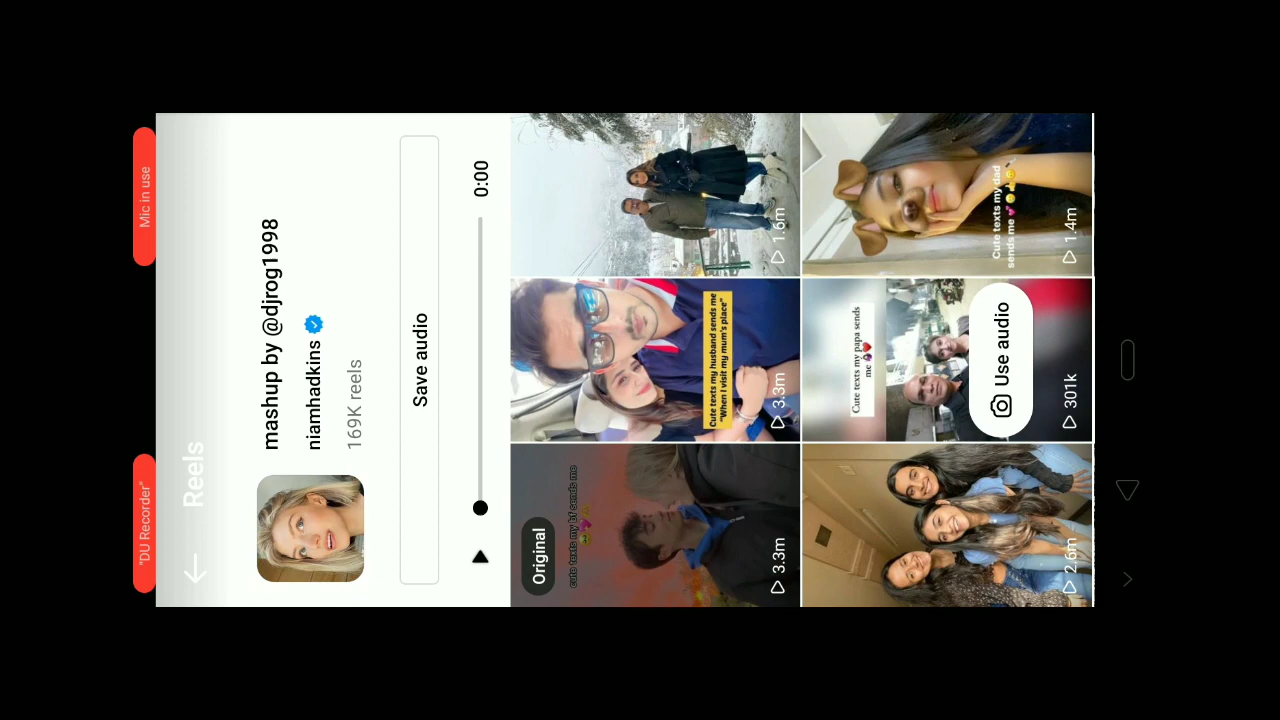 "DU Recorder"
Mic in use
Reels
mashup by @djrog1998
niamhadkins
169K reels
Save audio
0:00
Original
cute texts my bf sends me
3.3m
Cute texts my husband sends me
"When I visit my mum's place"
3.3m
1.6m
2.6m
Cute texts my papa sends
me
Use audio
301k
Cute texts my dad
sends me
1.4m